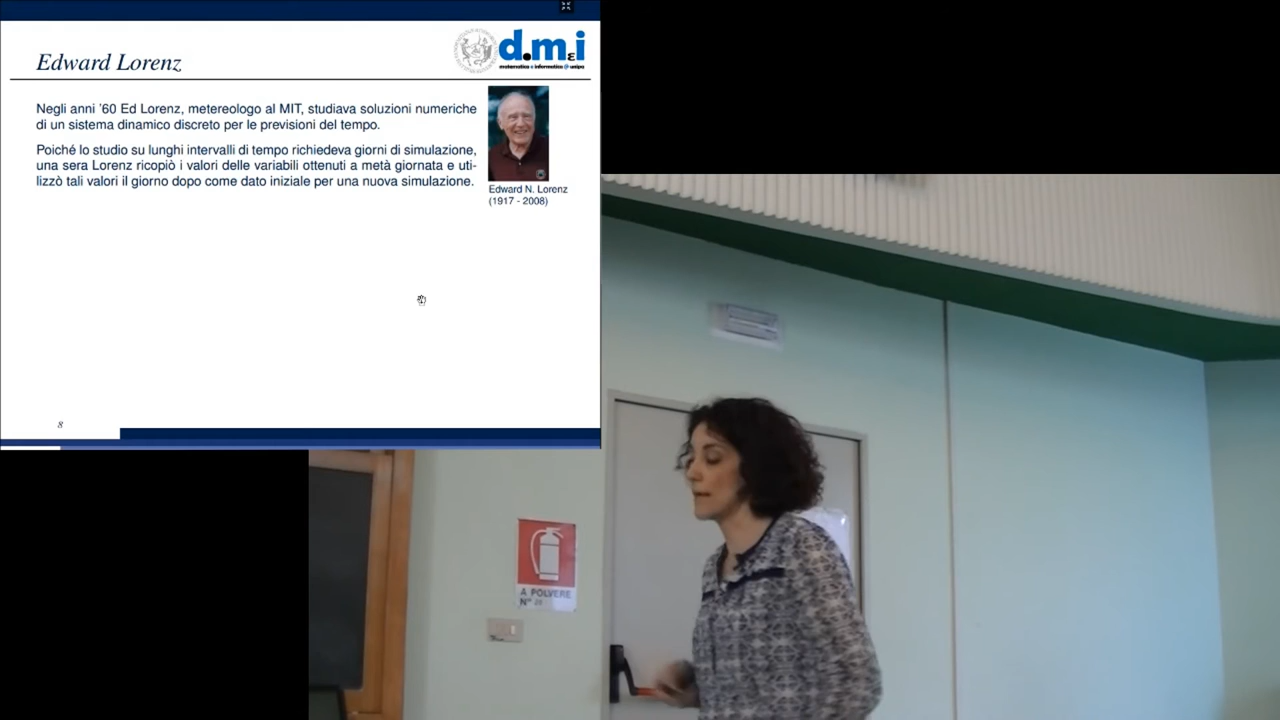 Edward Lorenz
d.mεi
matematica e informatica @ unipa
Negli anni '60 Ed Lorenz, metereologo al MIT, studiava soluzioni numeriche
di un sistema dinamico discreto per le previsioni del tempo.
Poiché lo studio su lunghi intervalli di tempo richiedeva giorni di simulazione,
una sera Lorenz ricopiò i valori delle variabili ottenuti a metà giornata e uti-
lizzò tali valori il giorno dopo come dato iniziale per una nuova simulazione.
Edward N. Lorenz
(1917 - 2008)
8
A POLVERE
N°